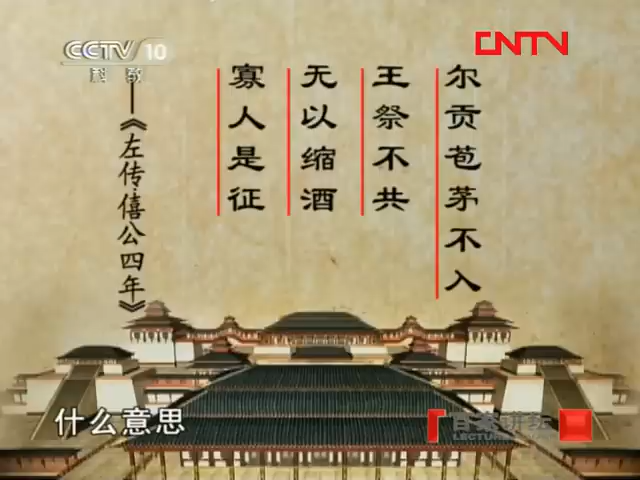 CCTV 10
科教
CNTV
尔贡苞茅不入
王祭不共
无以缩酒
寡人是征
—《左传·僖公四年》
什么意思
百家讲坛
LECTURE ROOM